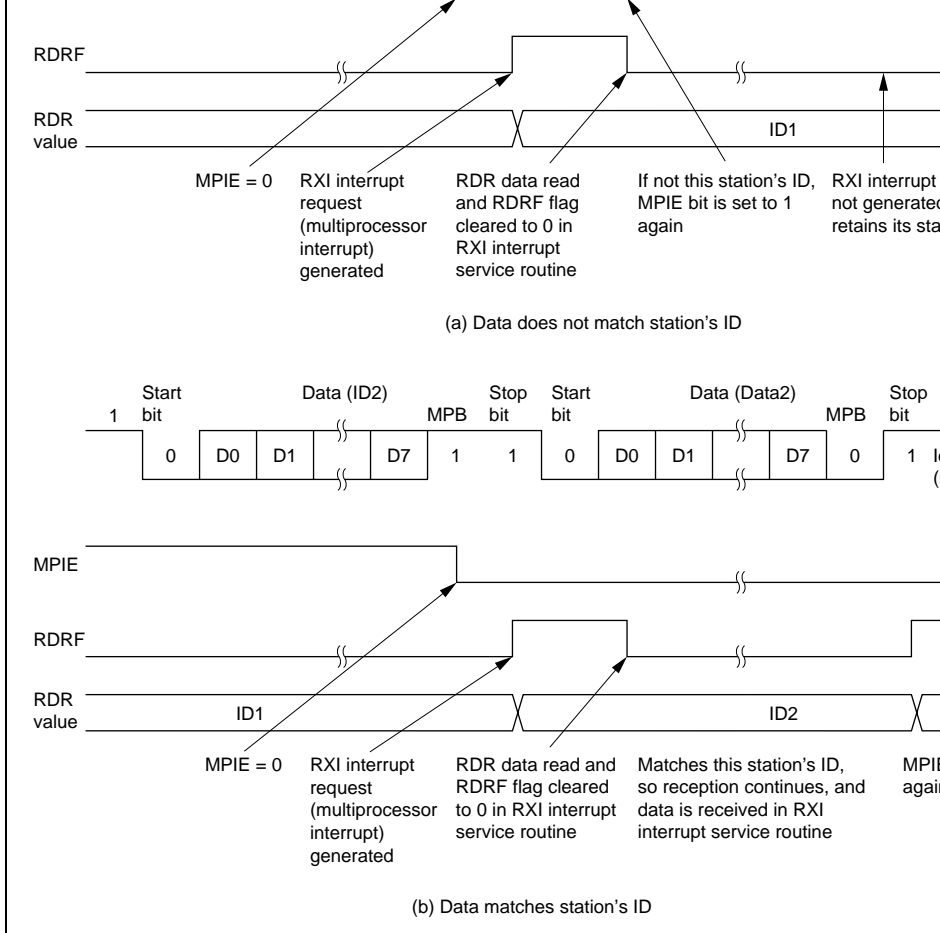 RDRF
RDR
value
ID1
MPIE = 0
RXI interrupt
request
(multiprocessor
interrupt)
generated
RDR data read
and RDRF flag
cleared to 0 in
RXI interrupt
service routine
If not this station's ID,
MPIE bit is set to 1
again
RXI interrupt
not generated
retains its
(a) Data does not match station's ID
1
Start
bit
Data (ID2)
MPB
Stop
bit
Start
bit
Data (Data2)
MPB
Stop
bit
0 D0 D1 D7 1 1 0 D0 D1 D7 0 1
MPIE
RDRF
RDR
value
ID1
ID2
MPIE = 0
RXI interrupt
request
(multiprocessor
interrupt)
generated
RDR data read and
RDRF flag cleared
to 0 in RXI interrupt
service routine
Matches this station's ID,
so reception continues, and
data is received in RXI
interrupt service routine
MPIE
again
(b) Data matches station's ID